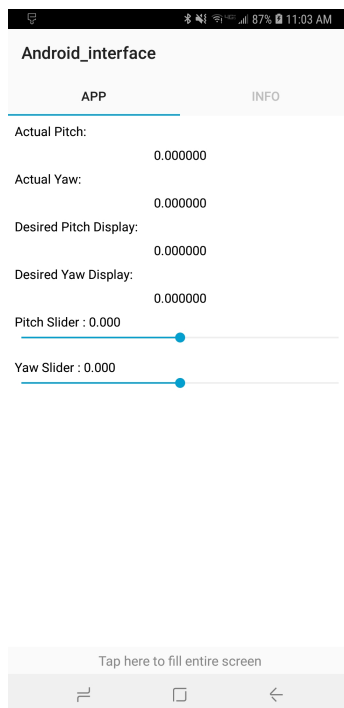 87% 11:03 AM
Android_interface
APP INFO
Actual Pitch:
0.000000
Actual Yaw:
0.000000
Desired Pitch Display:
0.000000
Desired Yaw Display:
0.000000
Pitch Slider : 0.000
Yaw Slider : 0.000
Tap here to fill entire screen